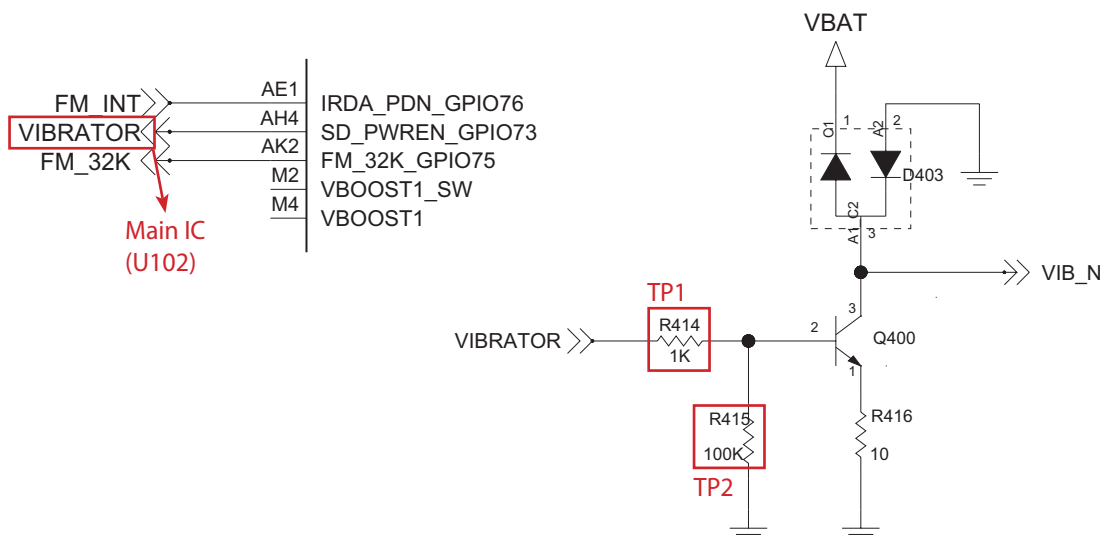 VBAT
AE1
FM_INT
IRDA_PDN_GPIO76
AH4
VIBRATOR
SD_PWREN_GPIO73
AK2
FM_32K
FM_32K_GPIO75
M2
VBOOST1_SW
M4
VBOOST1
Main IC
(U102)
C1
1
A2
2
D403
A1
C2
3
VIB_N
TP1
R414
1K
VIBRATOR
2
3
Q400
1
R415
100K
TP2
R416
10